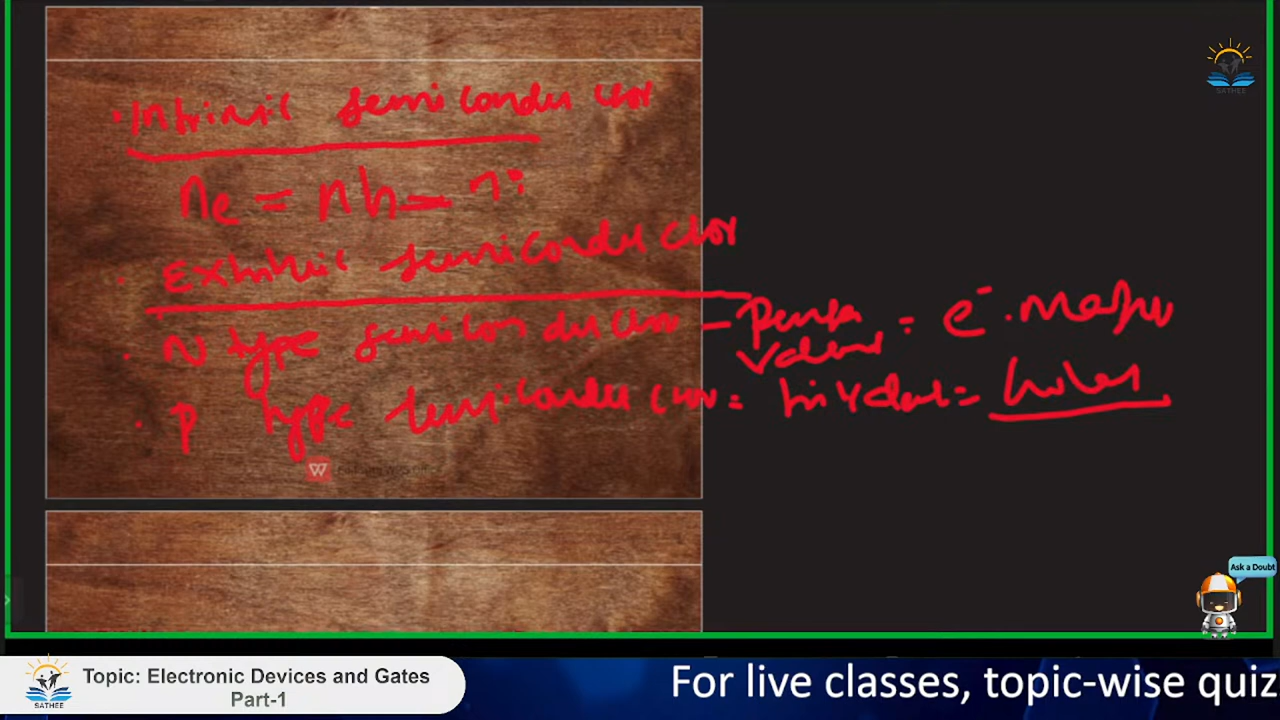 • Intrinsic semiconductor
ne = nh = ni
• Extrinsic semiconductor
• N type semiconductor – Penta valent = e⁻ . major
• P type semiconductor = trivalent = holes
SATHEE
Ask a Doubt
SATHEE
Topic: Electronic Devices and Gates
Part-1
For live classes, topic-wise quiz